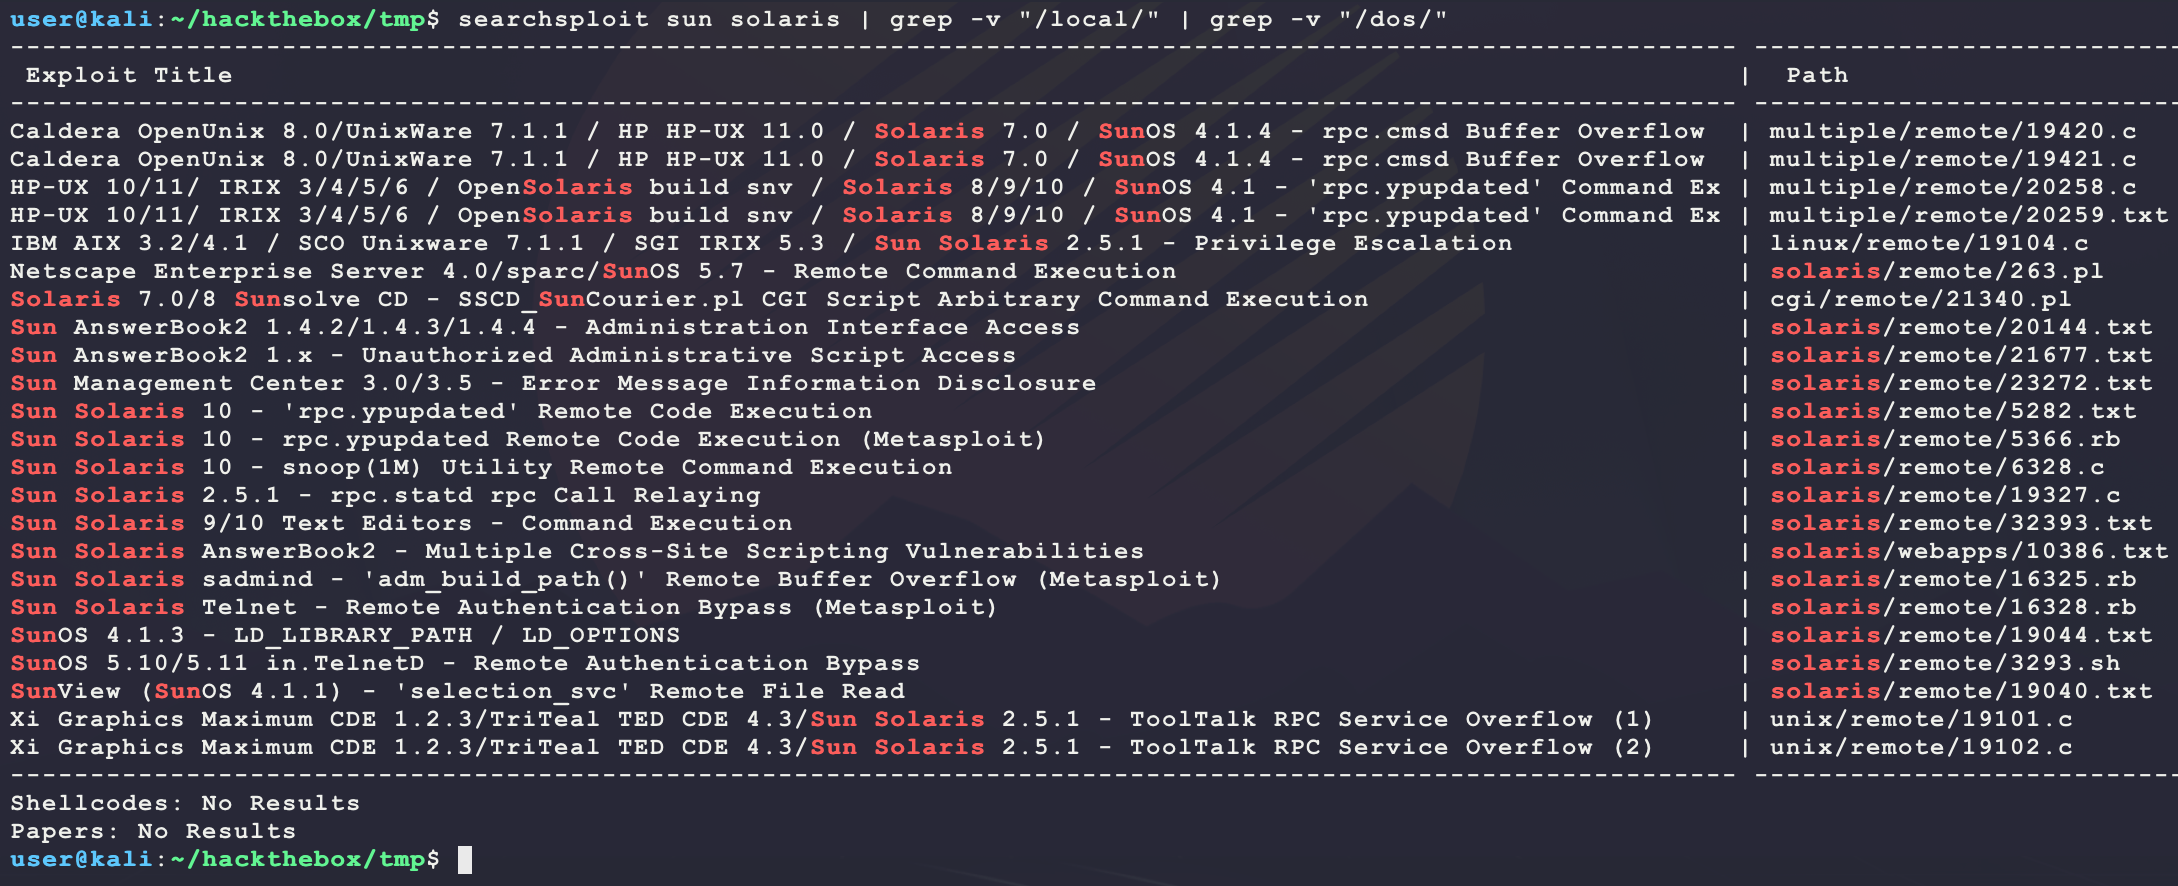 user@kali:~/hackthebox/tmp$ searchsploit sun solaris | grep -v "/local/" | grep -v "/dos/"
------------------------------------------------------------------------------------------------------------ ---------------------------
 Exploit Title                                                                                              |  Path
------------------------------------------------------------------------------------------------------------ ---------------------------
Caldera OpenUnix 8.0/UnixWare 7.1.1 / HP HP-UX 11.0 / Solaris 7.0 / SunOS 4.1.4 - rpc.cmsd Buffer Overflow  | multiple/remote/19420.c
Caldera OpenUnix 8.0/UnixWare 7.1.1 / HP HP-UX 11.0 / Solaris 7.0 / SunOS 4.1.4 - rpc.cmsd Buffer Overflow  | multiple/remote/19421.c
HP-UX 10/11/ IRIX 3/4/5/6 / OpenSolaris build snv / Solaris 8/9/10 / SunOS 4.1 - 'rpc.ypupdated' Command Ex | multiple/remote/20258.c
HP-UX 10/11/ IRIX 3/4/5/6 / OpenSolaris build snv / Solaris 8/9/10 / SunOS 4.1 - 'rpc.ypupdated' Command Ex | multiple/remote/20259.txt
IBM AIX 3.2/4.1 / SCO Unixware 7.1.1 / SGI IRIX 5.3 / Sun Solaris 2.5.1 - Privilege Escalation              | linux/remote/19104.c
Netscape Enterprise Server 4.0/sparc/SunOS 5.7 - Remote Command Execution                                   | solaris/remote/263.pl
Solaris 7.0/8 Sunsolve CD - SSCD_SunCourier.pl CGI Script Arbitrary Command Execution                       | cgi/remote/21340.pl
Sun AnswerBook2 1.4.2/1.4.3/1.4.4 - Administration Interface Access                                         | solaris/remote/20144.txt
Sun AnswerBook2 1.x - Unauthorized Administrative Script Access                                             | solaris/remote/21677.txt
Sun Management Center 3.0/3.5 - Error Message Information Disclosure                                        | solaris/remote/23272.txt
Sun Solaris 10 - 'rpc.ypupdated' Remote Code Execution                                                      | solaris/remote/5282.txt
Sun Solaris 10 - rpc.ypupdated Remote Code Execution (Metasploit)                                           | solaris/remote/5366.rb
Sun Solaris 10 - snoop(1M) Utility Remote Command Execution                                                 | solaris/remote/6328.c
Sun Solaris 2.5.1 - rpc.statd rpc Call Relaying                                                             | solaris/remote/19327.c
Sun Solaris 9/10 Text Editors - Command Execution                                                           | solaris/remote/32393.txt
Sun Solaris AnswerBook2 - Multiple Cross-Site Scripting Vulnerabilities                                     | solaris/webapps/10386.txt
Sun Solaris sadmind - 'adm_build_path()' Remote Buffer Overflow (Metasploit)                                | solaris/remote/16325.rb
Sun Solaris Telnet - Remote Authentication Bypass (Metasploit)                                              | solaris/remote/16328.rb
SunOS 4.1.3 - LD_LIBRARY_PATH / LD_OPTIONS                                                                  | solaris/remote/19044.txt
SunOS 5.10/5.11 in.TelnetD - Remote Authentication Bypass                                                   | solaris/remote/3293.sh
SunView (SunOS 4.1.1) - 'selection_svc' Remote File Read                                                    | solaris/remote/19040.txt
Xi Graphics Maximum CDE 1.2.3/TriTeal TED CDE 4.3/Sun Solaris 2.5.1 - ToolTalk RPC Service Overflow (1)     | unix/remote/19101.c
Xi Graphics Maximum CDE 1.2.3/TriTeal TED CDE 4.3/Sun Solaris 2.5.1 - ToolTalk RPC Service Overflow (2)     | unix/remote/19102.c
------------------------------------------------------------------------------------------------------------ ---------------------------
Shellcodes: No Results
Papers: No Results
user@kali:~/hackthebox/tmp$